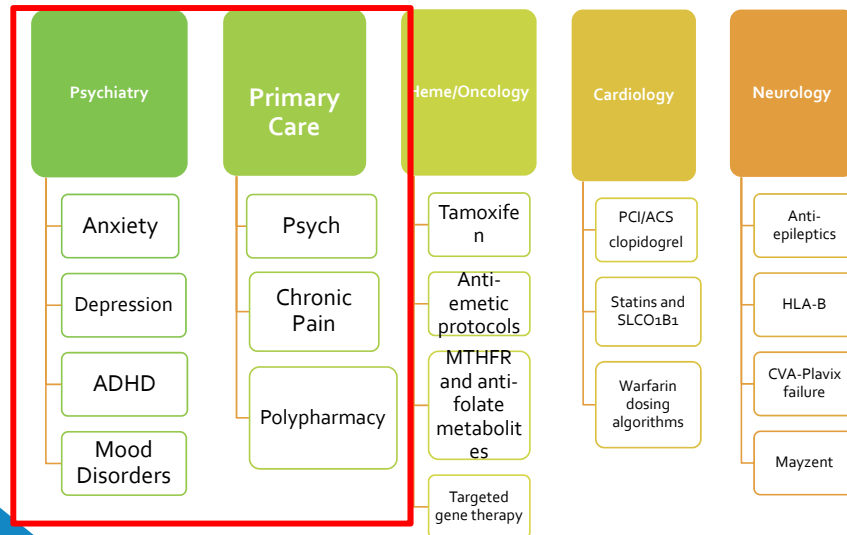 Psychiatry
Anxiety
Depression
ADHD
Mood
Disorders
Primary
Care
Psych
Chronic
Pain
Polypharmacy
Heme/Oncology
Tamoxife
n
Anti-
emetic
protocols
MTHFR
and anti-
folate
metabolit
es
Targeted
gene therapy
Cardiology
PCI/ACS
clopidogrel
Statins and
SLCO1B1
Warfarin
dosing
algorithms
Neurology
Anti-
epileptics
HLA-B
CVA-Plavix
failure
Mayzent